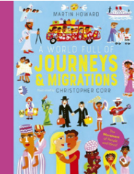 MARTIN HOWARD
A WORLD FULL OF
JOURNEYS
& MIGRATIONS
CHRISTOPHER CORR